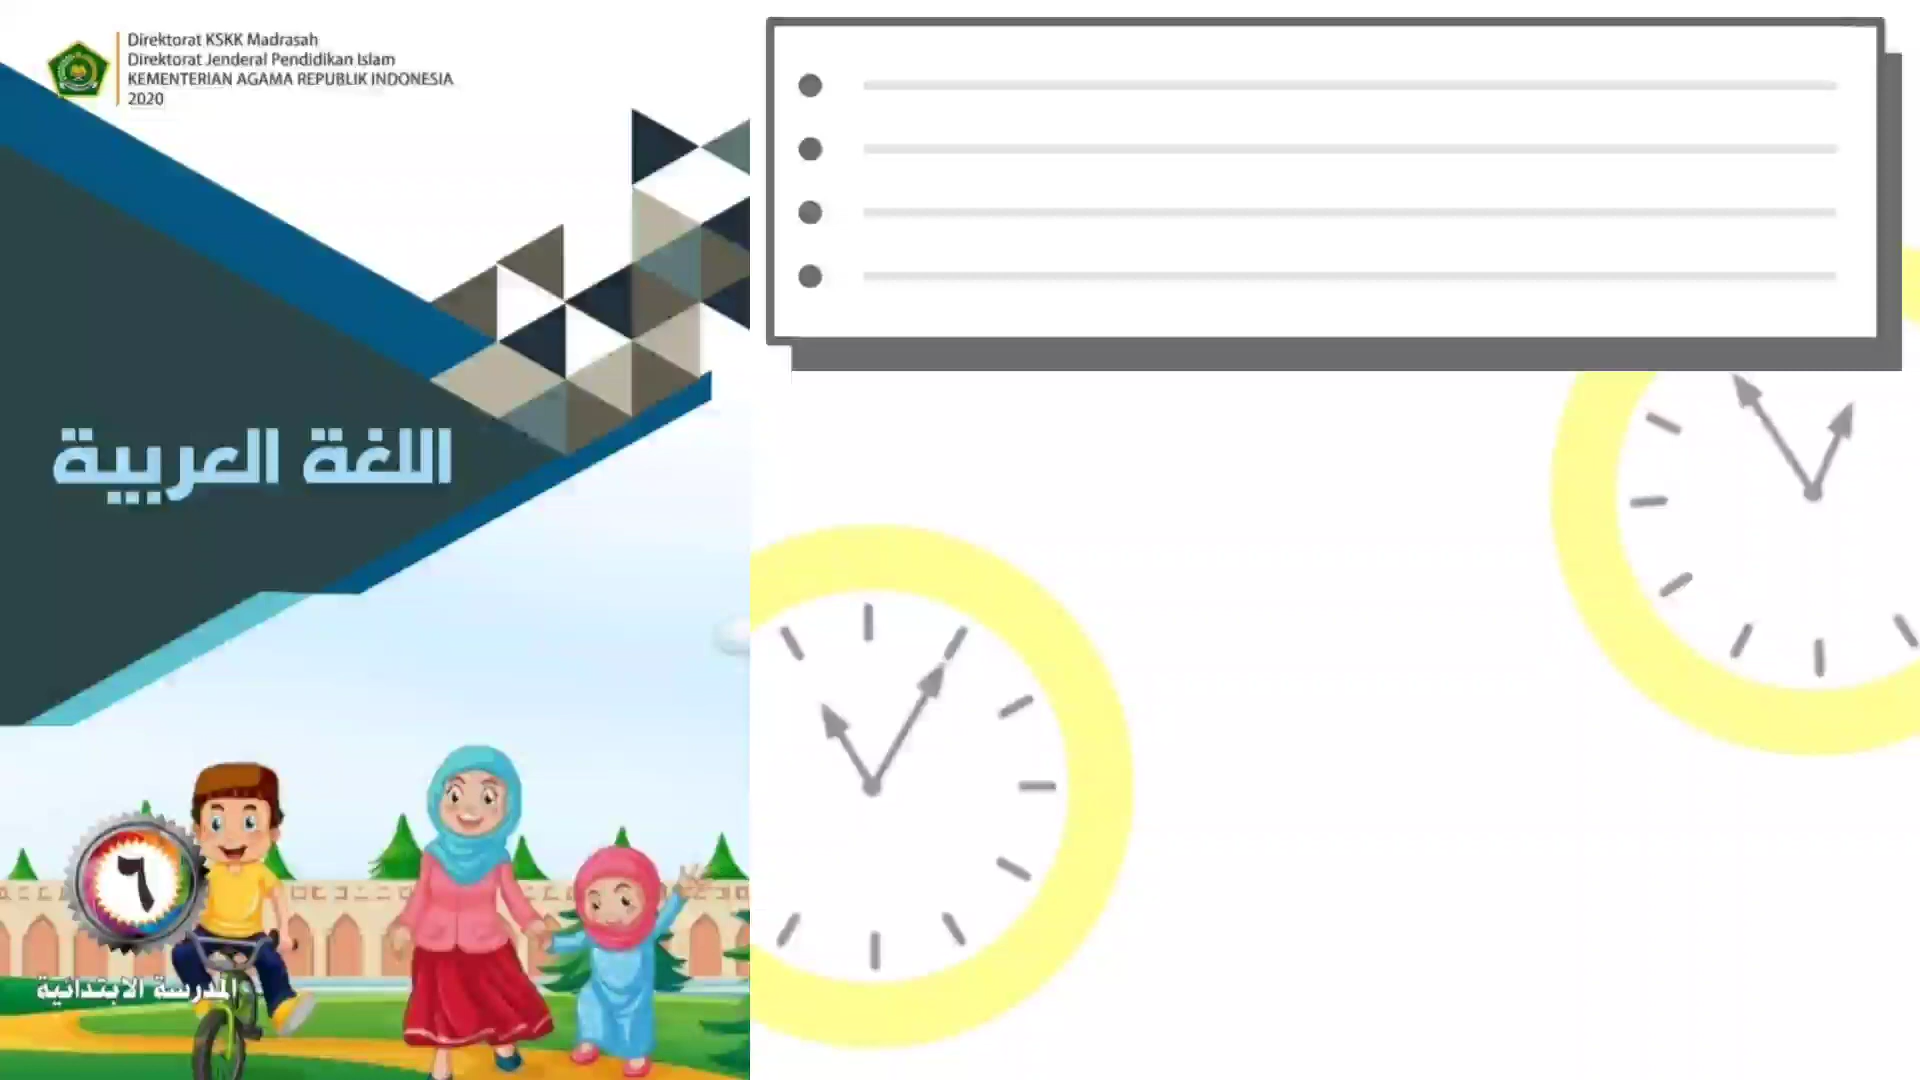 Direktorat KSKK Madrasah
Direktorat Jenderal Pendidikan Islam
KEMENTERIAN AGAMA REPUBLIK INDONESIA
2020
اللغة العربية
٦
المدرسة الابتدائية